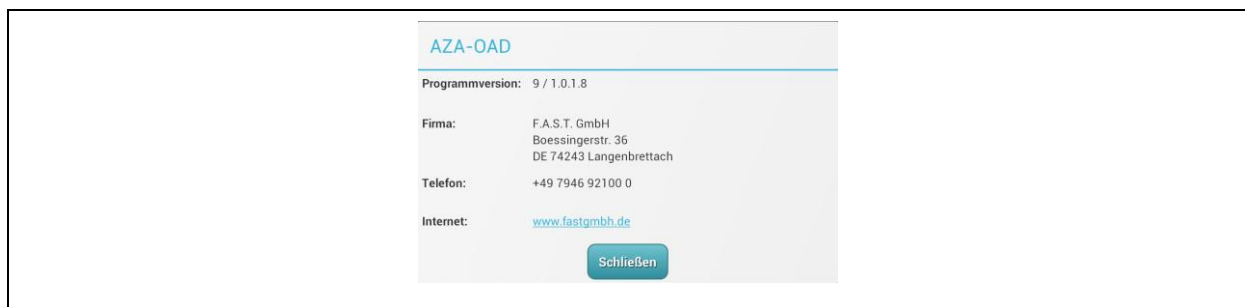 AZA-OAD
Programmversion: 9 / 1.0.1.8
Firma: F.A.S.T. GmbH
Boessingerstr. 36
DE 74243 Langenbrettach
Telefon: +49 7946 92100 0
Internet: www.fastgmbh.de
Schließen